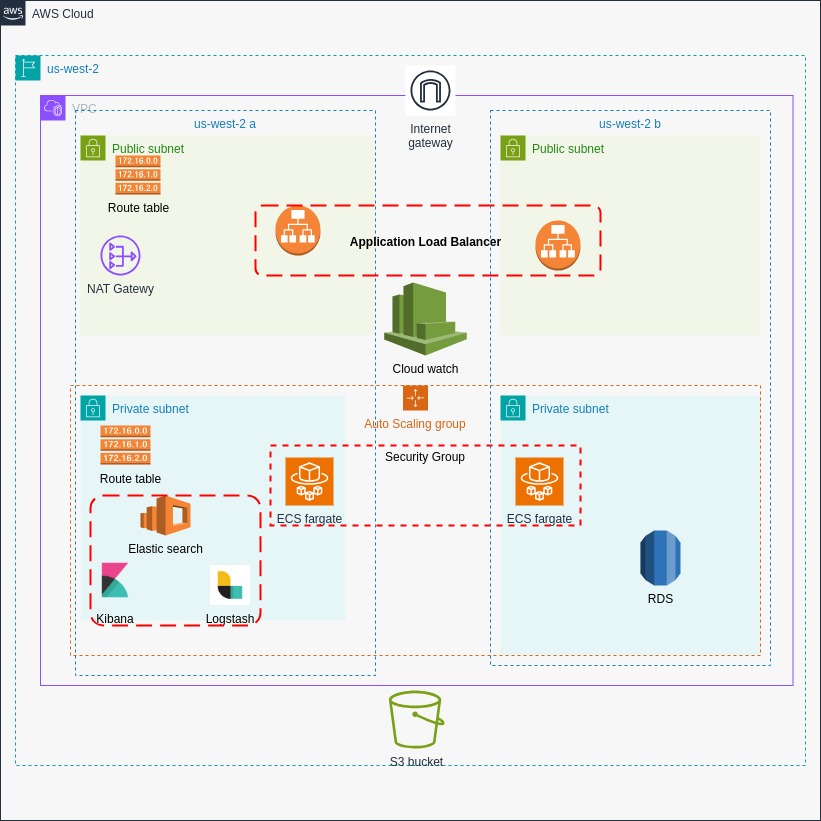 aws
AWS Cloud
us-west-2
VPC
Internet
gateway
us-west-2 a
us-west-2 b
Public subnet
172.16.0.0
172.16.1.0
172.16.2.0
Route table
NAT Gatewy
Public subnet
Application Load Balancer
Cloud watch
Auto Scaling group
Private subnet
172.16.0.0
172.16.1.0
172.16.2.0
Route table
Private subnet
Security Group
ECS fargate
ECS fargate
Elastic search
Kibana
Logstash
RDS
S3 bucket